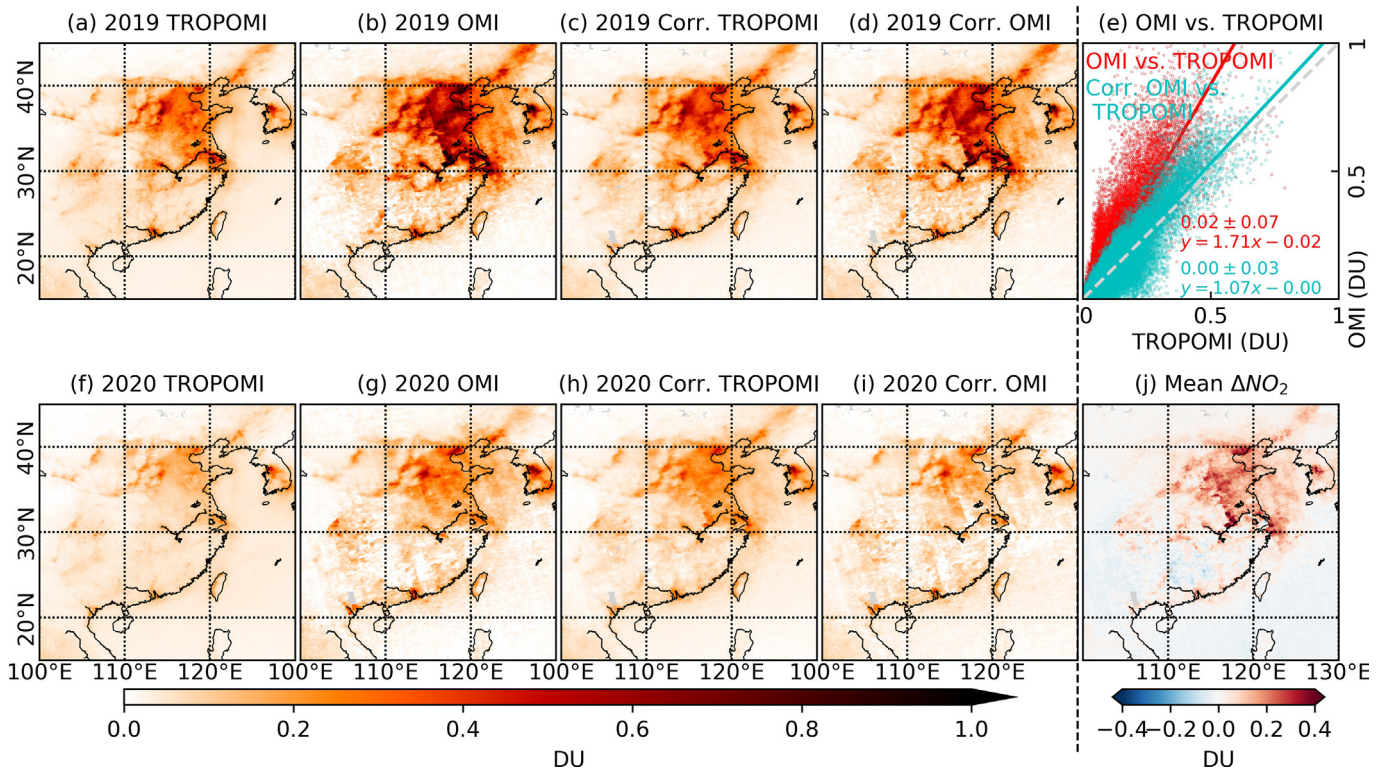 (a) 2019 TROPOMI
(b) 2019 OMI
(c) 2019 Corr. TROPOMI
(d) 2019 Corr. OMI
(e) OMI vs. TROPOMI
40°N
30°N
20°N
OMI vs. TROPOMI
Corr. OMI vs.
TROPOMI
0.02 ± 0.07
y = 1.71x − 0.02
0.00 ± 0.03
y = 1.07x − 0.00
1
0.5
OMI (DU)
0
0.5
1
TROPOMI (DU)
(f) 2020 TROPOMI
(g) 2020 OMI
(h) 2020 Corr. TROPOMI
(i) 2020 Corr. OMI
(j) Mean ΔNO₂
40°N
30°N
20°N
100°E 110°E 120°E 100°E 110°E 120°E 100°E 110°E 120°E 100°E 110°E 120°E
110°E 120°E 130°E
0.0 0.2 0.4 0.6 0.8 1.0
DU
−0.4 −0.2 0.0 0.2 0.4
DU